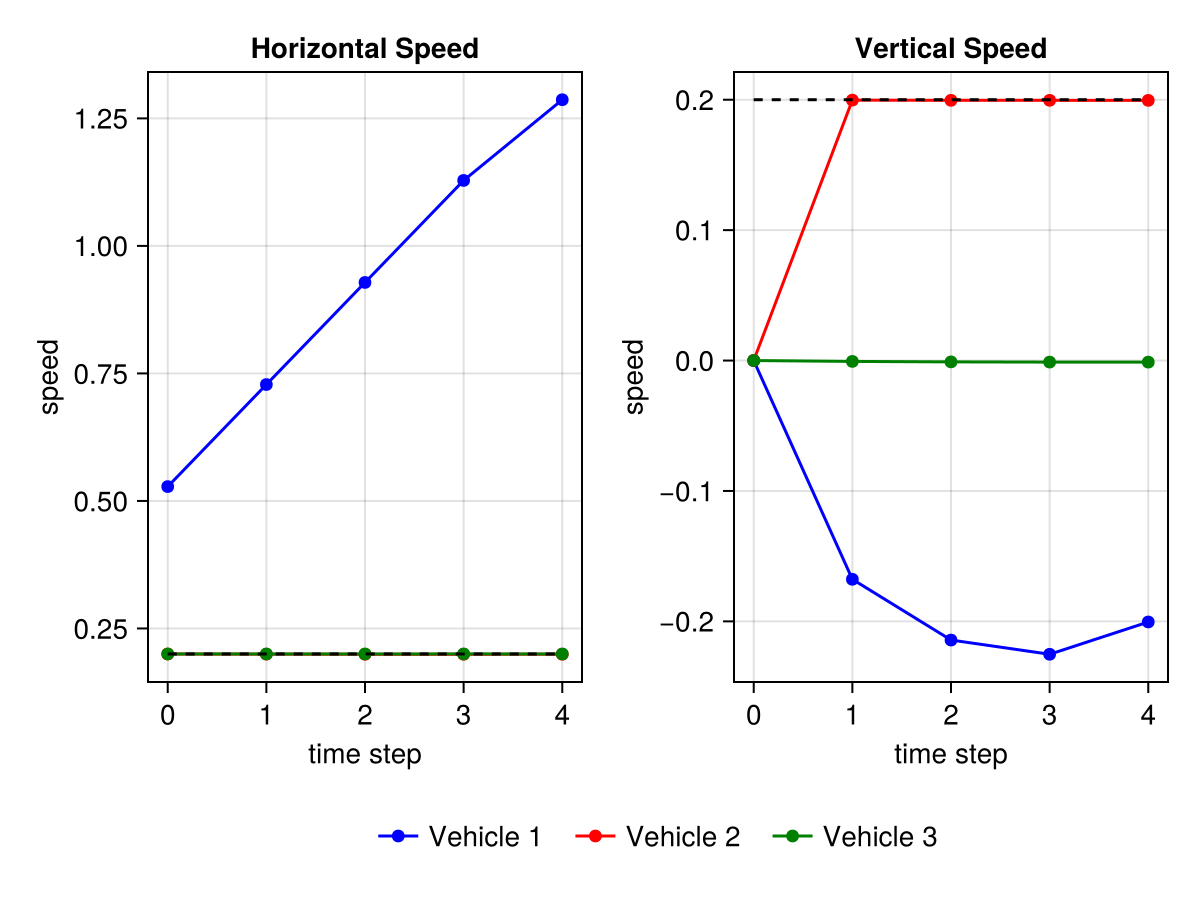 Horizontal Speed
Vertical Speed
speed
1.25
1.00
0.75
0.50
0.25
0 1 2 3 4
time step
speed
0.2
0.1
0.0
−0.1
−0.2
0 1 2 3 4
time step
Vehicle 1 Vehicle 2 Vehicle 3